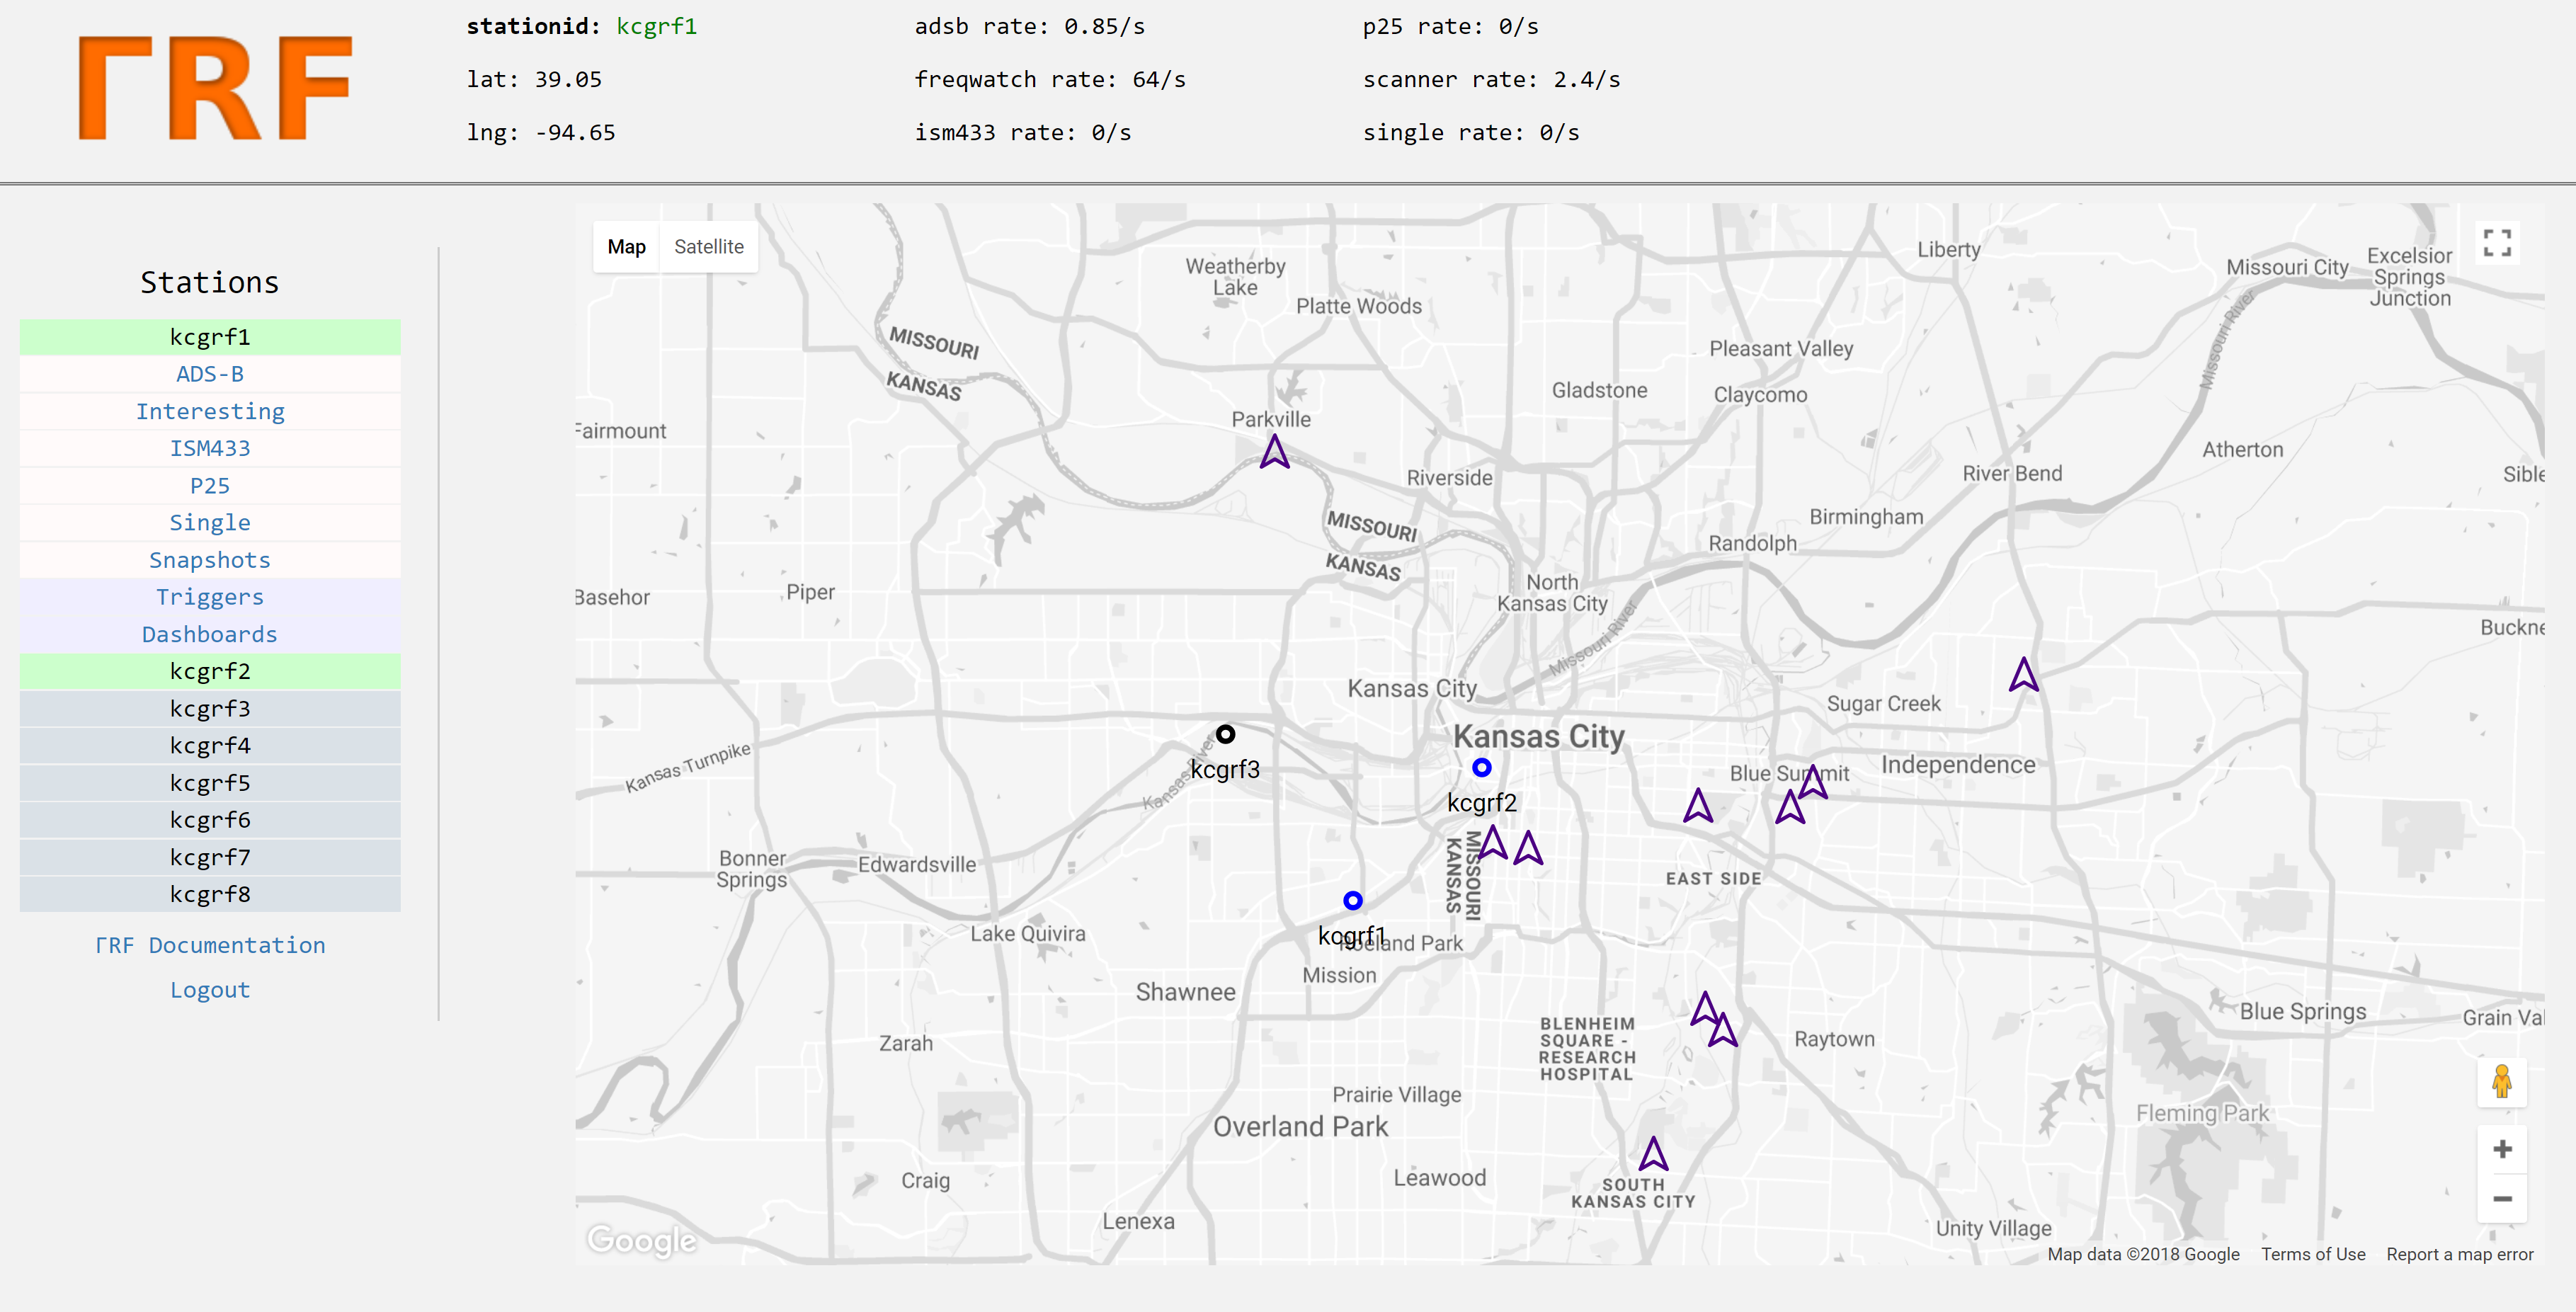 ΓRF
stationid: kcgrf1
lat: 39.05
lng: -94.65
adsb rate: 0.85/s
freqwatch rate: 64/s
ism433 rate: 0/s
p25 rate: 0/s
scanner rate: 2.4/s
single rate: 0/s
Stations
kcgrf1
ADS-B
Interesting
ISM433
P25
Single
Snapshots
Triggers
Dashboards
kcgrf2
kcgrf3
kcgrf4
kcgrf5
kcgrf6
kcgrf7
kcgrf8
ΓRF Documentation
Logout
Map
Satellite
Liberty
Missouri City
Excelsior
Springs
Junction
Weatherby
Lake
Platte Woods
MISSOURI
KANSAS
Missouri River
Pleasant Valley
Gladstone
Claycomo
Parkville
Fairmount
Atherton
Riverside
River Bend
Sible
MISSOURI
KANSAS
Birmingham
Randolph
North
Kansas City
Basehor
Piper
Missouri River
Buckne
Kansas City
Sugar Creek
Kansas City
Kansas Turnpike
Kansas River
kcgrf3
kcgrf2
Blue Summit
Independence
MISSOURI
KANSAS
Bonner
Springs
Edwardsville
EAST SIDE
Lake Quivira
kcgrf1
Roeland Park
Mission
Shawnee
Blue Springs
Grain Val
BLENHEIM
SQUARE -
RESEARCH
HOSPITAL
Zarah
Raytown
Prairie Village
Fleming Park
Overland Park
Craig
Leawood
SOUTH
KANSAS CITY
Lenexa
Unity Village
Google
Map data ©2018 Google
Terms of Use
Report a map error